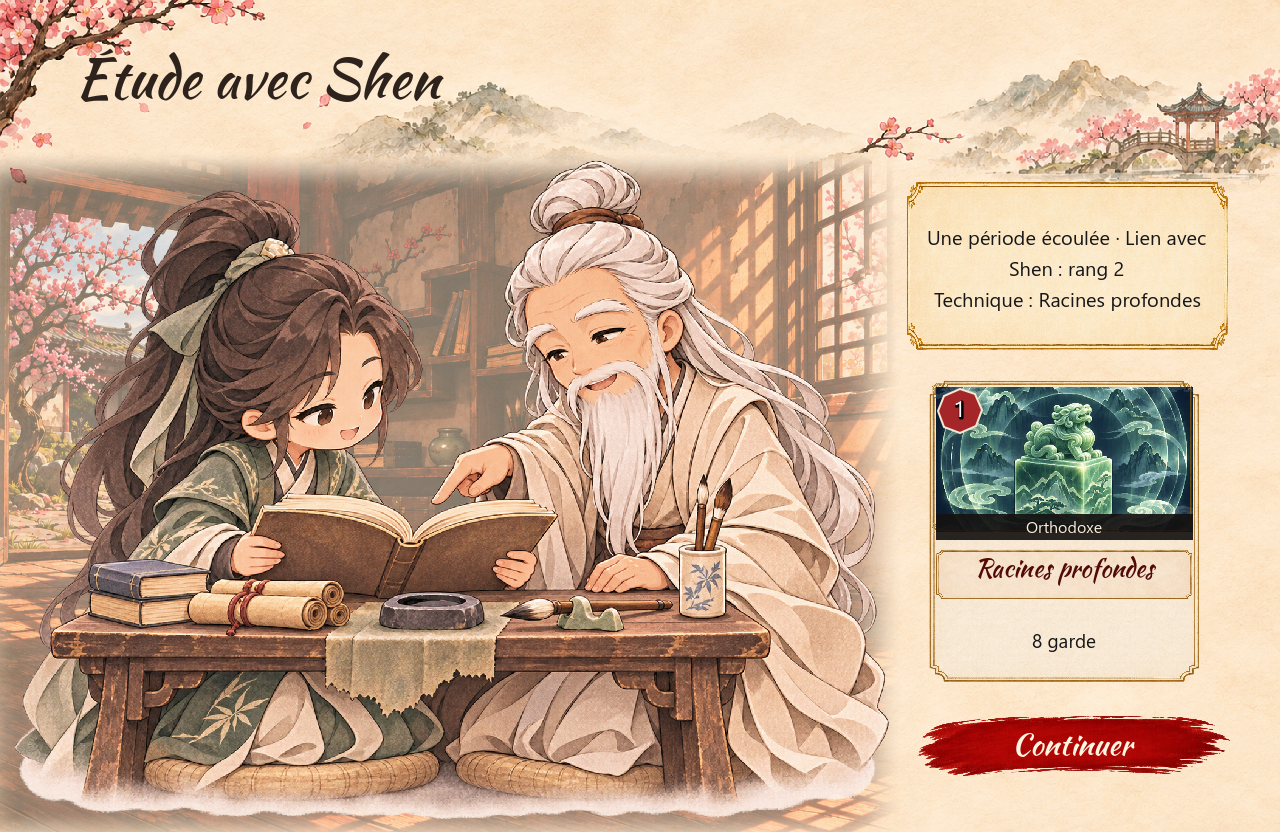 Étude avec Shen
Une période écoulée · Lien avec
Shen : rang 2
Technique : Racines profondes
1
Orthodoxe
Racines profondes
8 garde
Continuer